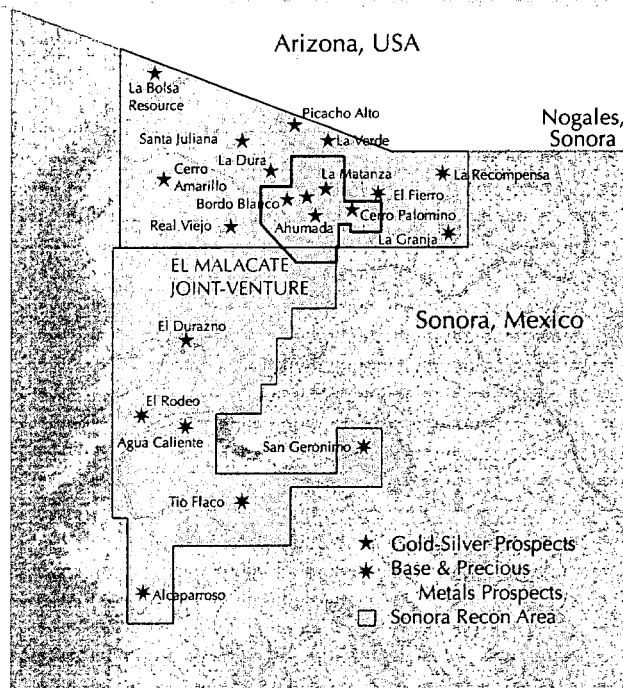 Arizona, USA
La Bolsa
Resource
Picacho Alto
Nogales,
Sonora
Santa Juliana
La Verde
La Dura
Cerro
Amarillo
La Matanza
La Recompensa
El Fierro
Bordo Blanco
Cerro Palomino
Real Viejo
Ahumada
La Granja
EL MALACATE
JOINT-VENTURE
Sonora, Mexico
El Durazno
El Rodeo
Agua Caliente
San Geronimo
Tio Flaco
Gold-Silver Prospects
Base & Precious
Metals Prospects
Alcaparroso
Sonora Recon Area